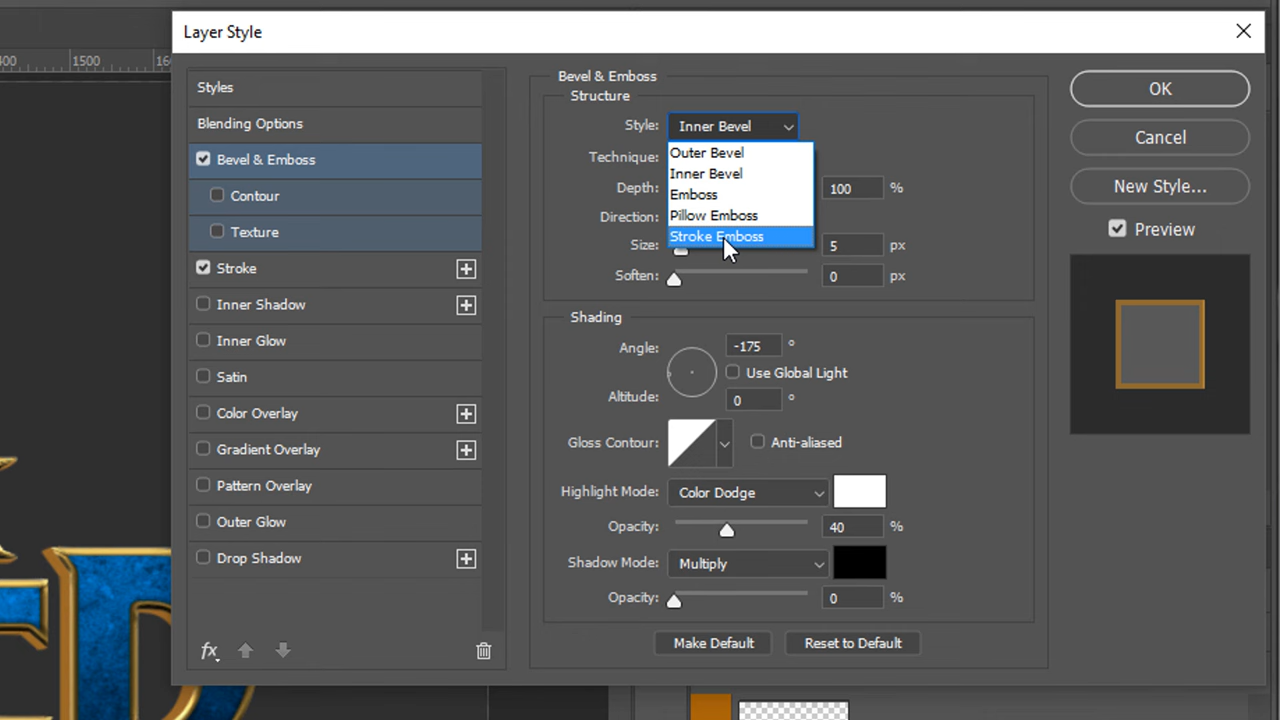 Layer Style
400
1500
160
Styles
Blending Options
Bevel & Emboss
Contour
Texture
Stroke
Inner Shadow
Inner Glow
Satin
Color Overlay
Gradient Overlay
Pattern Overlay
Outer Glow
Drop Shadow
fx
Bevel & Emboss
Structure
Style: Inner Bevel
Outer Bevel
Inner Bevel
Emboss
Pillow Emboss
Stroke Emboss
Technique:
Depth: 100 %
Direction:
Size: 5 px
Soften: 0 px
Shading
Angle: -175 °
Use Global Light
Altitude: 0 °
Gloss Contour: Anti-aliased
Highlight Mode: Color Dodge
Opacity: 40 %
Shadow Mode: Multiply
Opacity: 0 %
Make Default Reset to Default
OK
Cancel
New Style...
Preview
ED